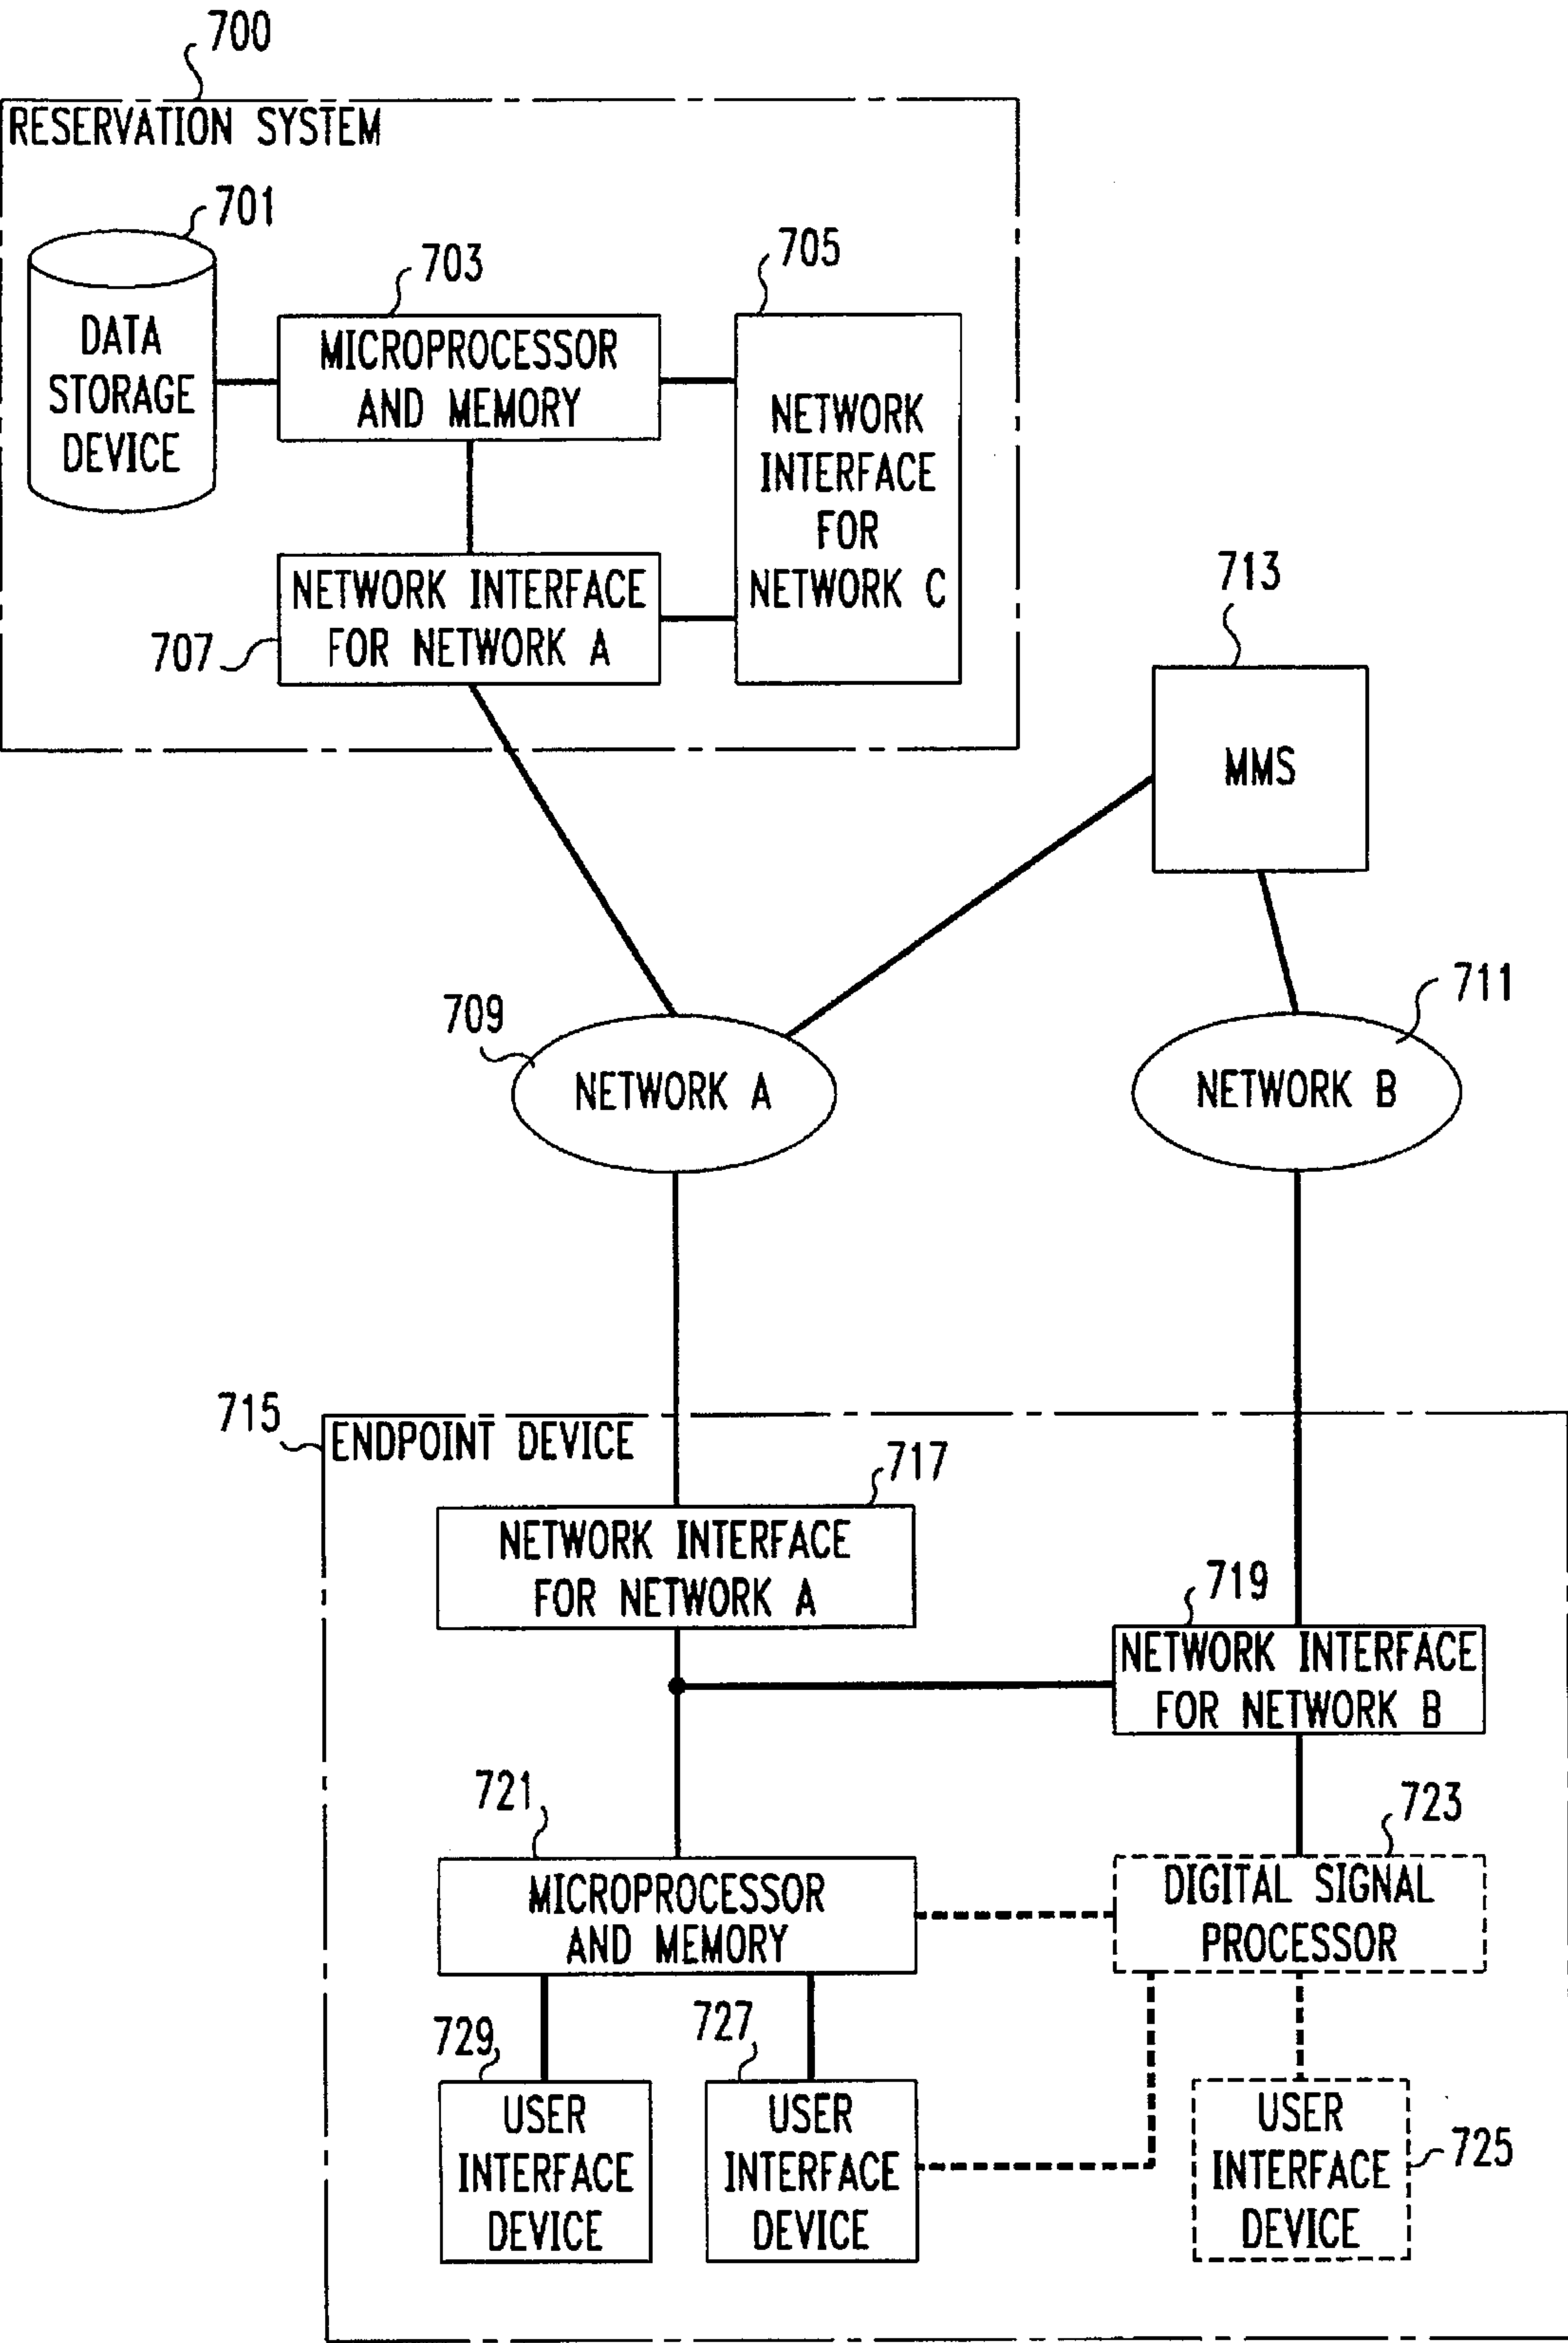 700
RESERVATION SYSTEM
701
703
705
DATA
STORAGE
DEVICE
MICROPROCESSOR
AND MEMORY
NETWORK
INTERFACE
FOR
NETWORK C
NETWORK INTERFACE
FOR NETWORK A
707
713
MMS
709
NETWORK A
711
NETWORK B
715
ENDPOINT DEVICE
717
NETWORK INTERFACE
FOR NETWORK A
719
NETWORK INTERFACE
FOR NETWORK B
721
MICROPROCESSOR
AND MEMORY
723
DIGITAL SIGNAL
PROCESSOR
729
USER
INTERFACE
DEVICE
727
USER
INTERFACE
DEVICE
USER
INTERFACE
DEVICE
725